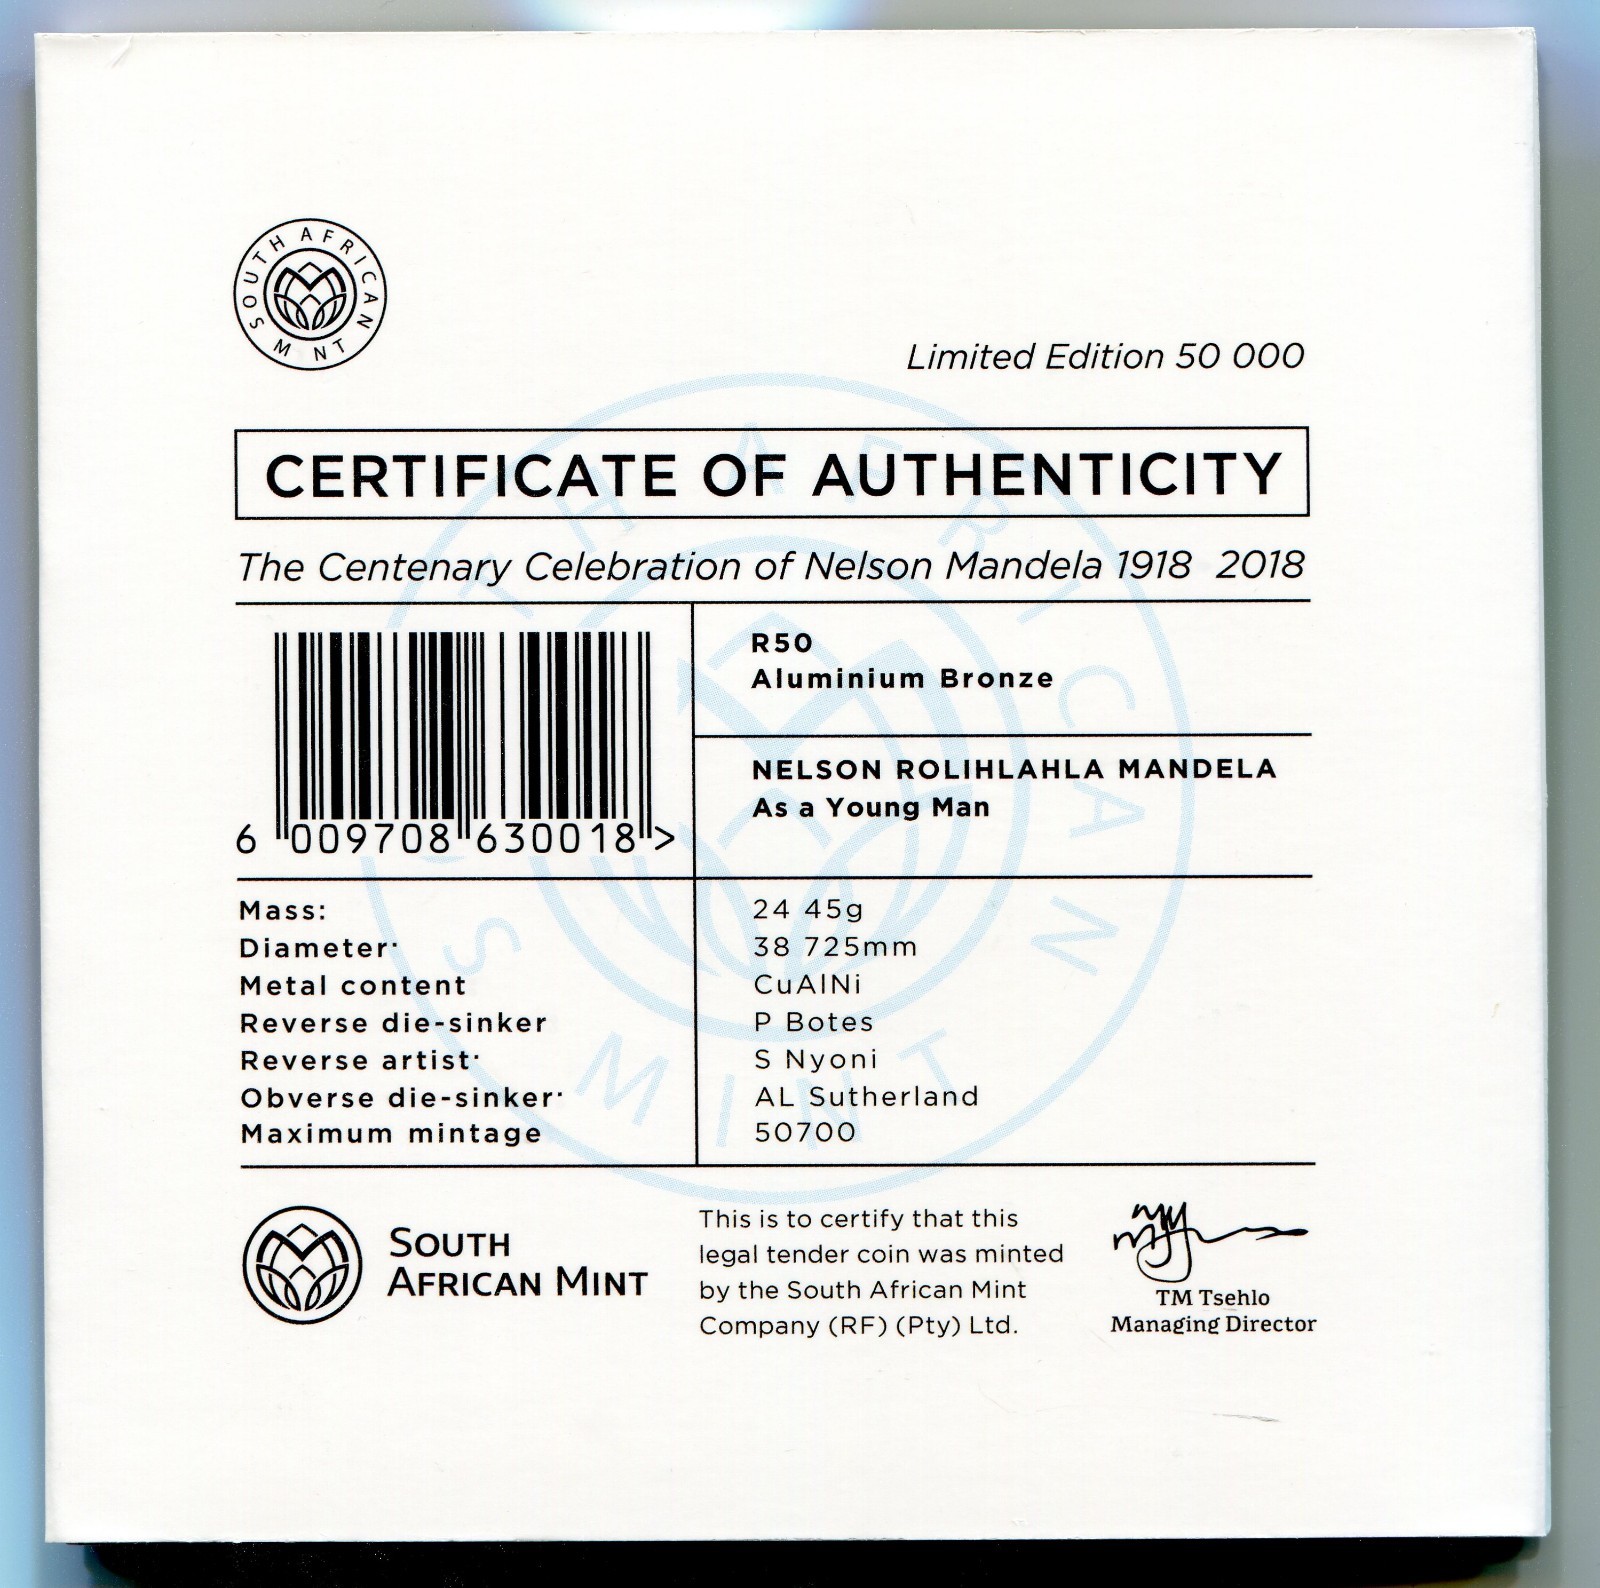 SOUTH AFRICAN MINT
Limited Edition 50 000
CERTIFICATE OF AUTHENTICITY
The Centenary Celebration of Nelson Mandela 1918 2018
R50
Aluminium Bronze
NELSON ROLIHLAHLA MANDELA
As a Young Man
6 009708 630018 >
Mass: 24 45g
Diameter· 38 725mm
Metal content CuAlNi
Reverse die-sinker P Botes
Reverse artist· S Nyoni
Obverse die-sinker· AL Sutherland
Maximum mintage 50700
SOUTH
AFRICAN MINT
This is to certify that this
legal tender coin was minted
by the South African Mint
Company (RF) (Pty) Ltd.
TM Tsehlo
Managing Director
SOUTH AFRICAN MINT